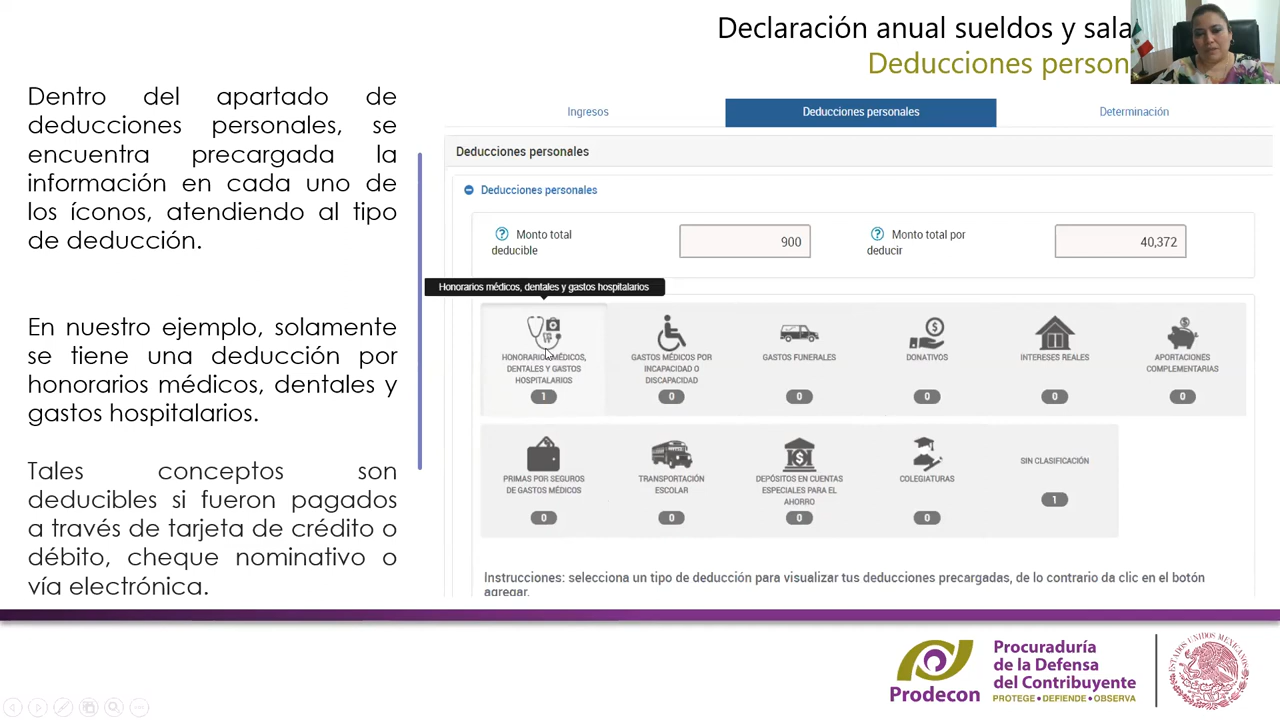 Declaración anual sueldos y sala
Deducciones person
Dentro del apartado de
deducciones personales, se
encuentra precargada la
información en cada uno de
los íconos, atendiendo al tipo
de deducción.
En nuestro ejemplo, solamente
se tiene una deducción por
honorarios médicos, dentales y
gastos hospitalarios.
Tales conceptos son
deducibles si fueron pagados
a través de tarjeta de crédito o
débito, cheque nominativo o
vía electrónica.
Ingresos
Deducciones personales
Determinación
Deducciones personales
Deducciones personales
Monto total
deducible
900
Monto total por
deducir
40,372
Honorarios médicos, dentales y gastos hospitalarios
HONORARIOS MÉDICOS,
DENTALES Y GASTOS
HOSPITALARIOS
1
GASTOS MÉDICOS POR
INCAPACIDAD O
DISCAPACIDAD
0
GASTOS FUNERALES
0
DONATIVOS
0
INTERESES REALES
0
APORTACIONES
COMPLEMENTARIAS
0
PRIMAS POR SEGUROS
DE GASTOS MÉDICOS
0
TRANSPORTACIÓN
ESCOLAR
0
DEPÓSITOS EN CUENTAS
ESPECIALES PARA EL
AHORRO
0
COLEGIATURAS
0
SIN CLASIFICACIÓN
1
Instrucciones: selecciona un tipo de deducción para visualizar tus deducciones precargadas, de lo contrario da clic en el botón
agregar.
Prodecon
Procuraduría
de la Defensa
del Contribuyente
PROTEGE • DEFIENDE • OBSERVA
ESTADOS UNIDOS MEXICANOS